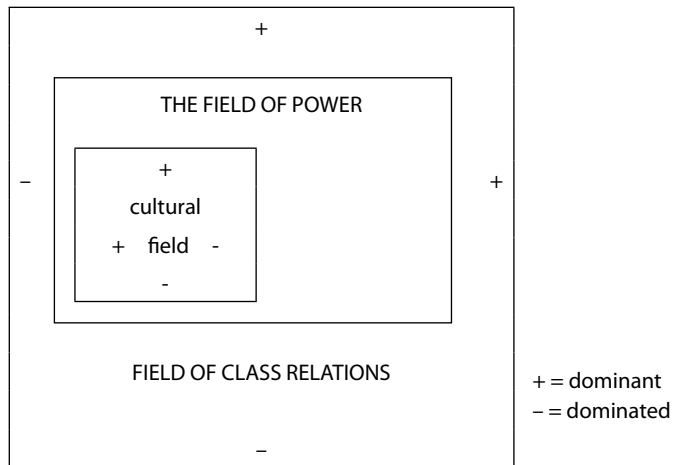 +
THE FIELD OF POWER
+
– +
cultural
+ field -
-
FIELD OF CLASS RELATIONS
+ = dominant
– = dominated
–